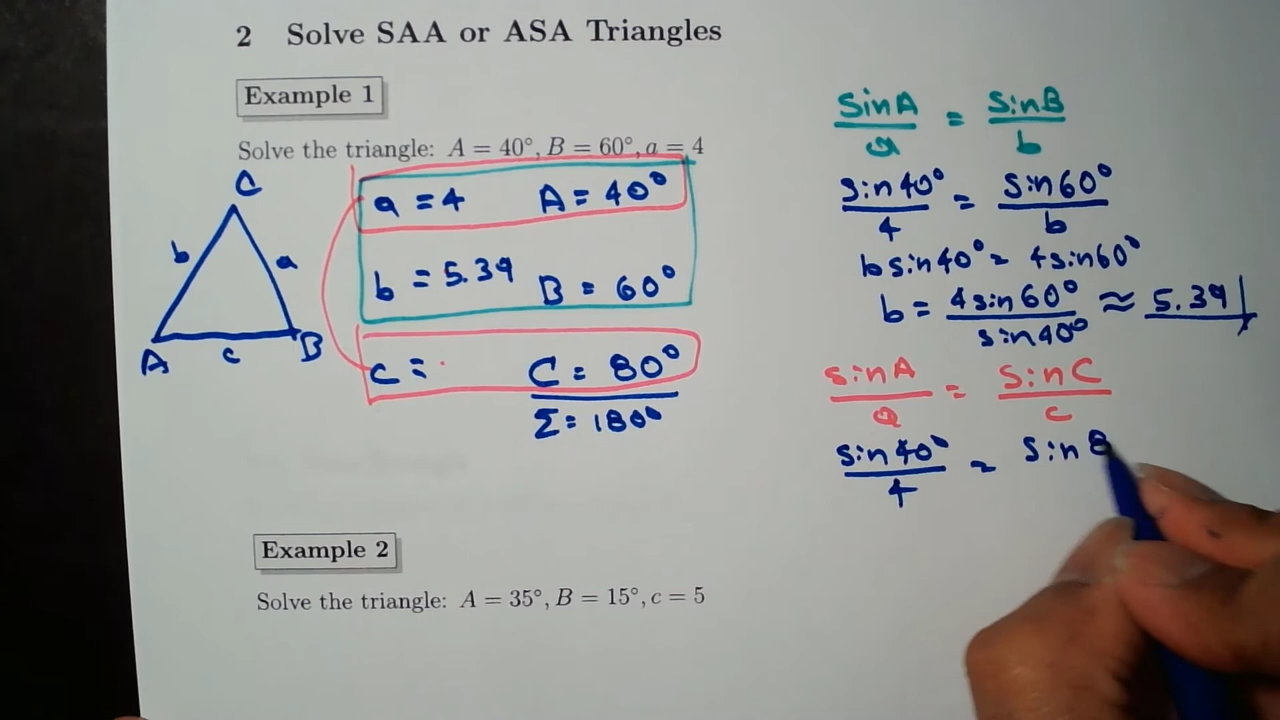 2 Solve SAA or ASA Triangles
Example 1
Solve the triangle: A = 40°, B = 60°, a = 4
C
b
a
A
c
B
a = 4 A = 40°
b = 5.39 B = 60°
c = C = 80°
Σ = 180°
sinA/a = sinB/b
sin40°/4 = sin60°/b
b sin40° = 4sin60°
b = 4sin60°/sin40° ≈ 5.39
sinA/a = sinC/c
sin40°/4 = sin8
Example 2
Solve the triangle: A = 35°, B = 15°, c = 5